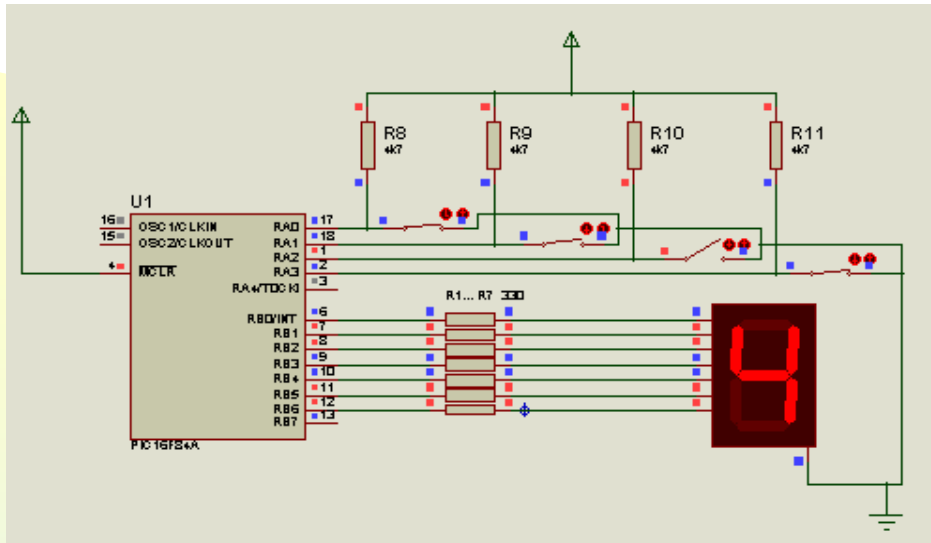 R8
4k7
R9
4k7
R10
4k7
R11
4k7
U1
16
OSC1/CLKIN
RA0
17
15
OSC2/CLKOUT
RA1
18
RA2
1
4
MCLR
RA3
2
RA4/T0CKI
3
R1... R7 330
RB0/INT
6
RB1
7
RB2
8
RB3
9
RB4
10
RB5
11
RB6
12
RB7
13
4
PIC16F84A